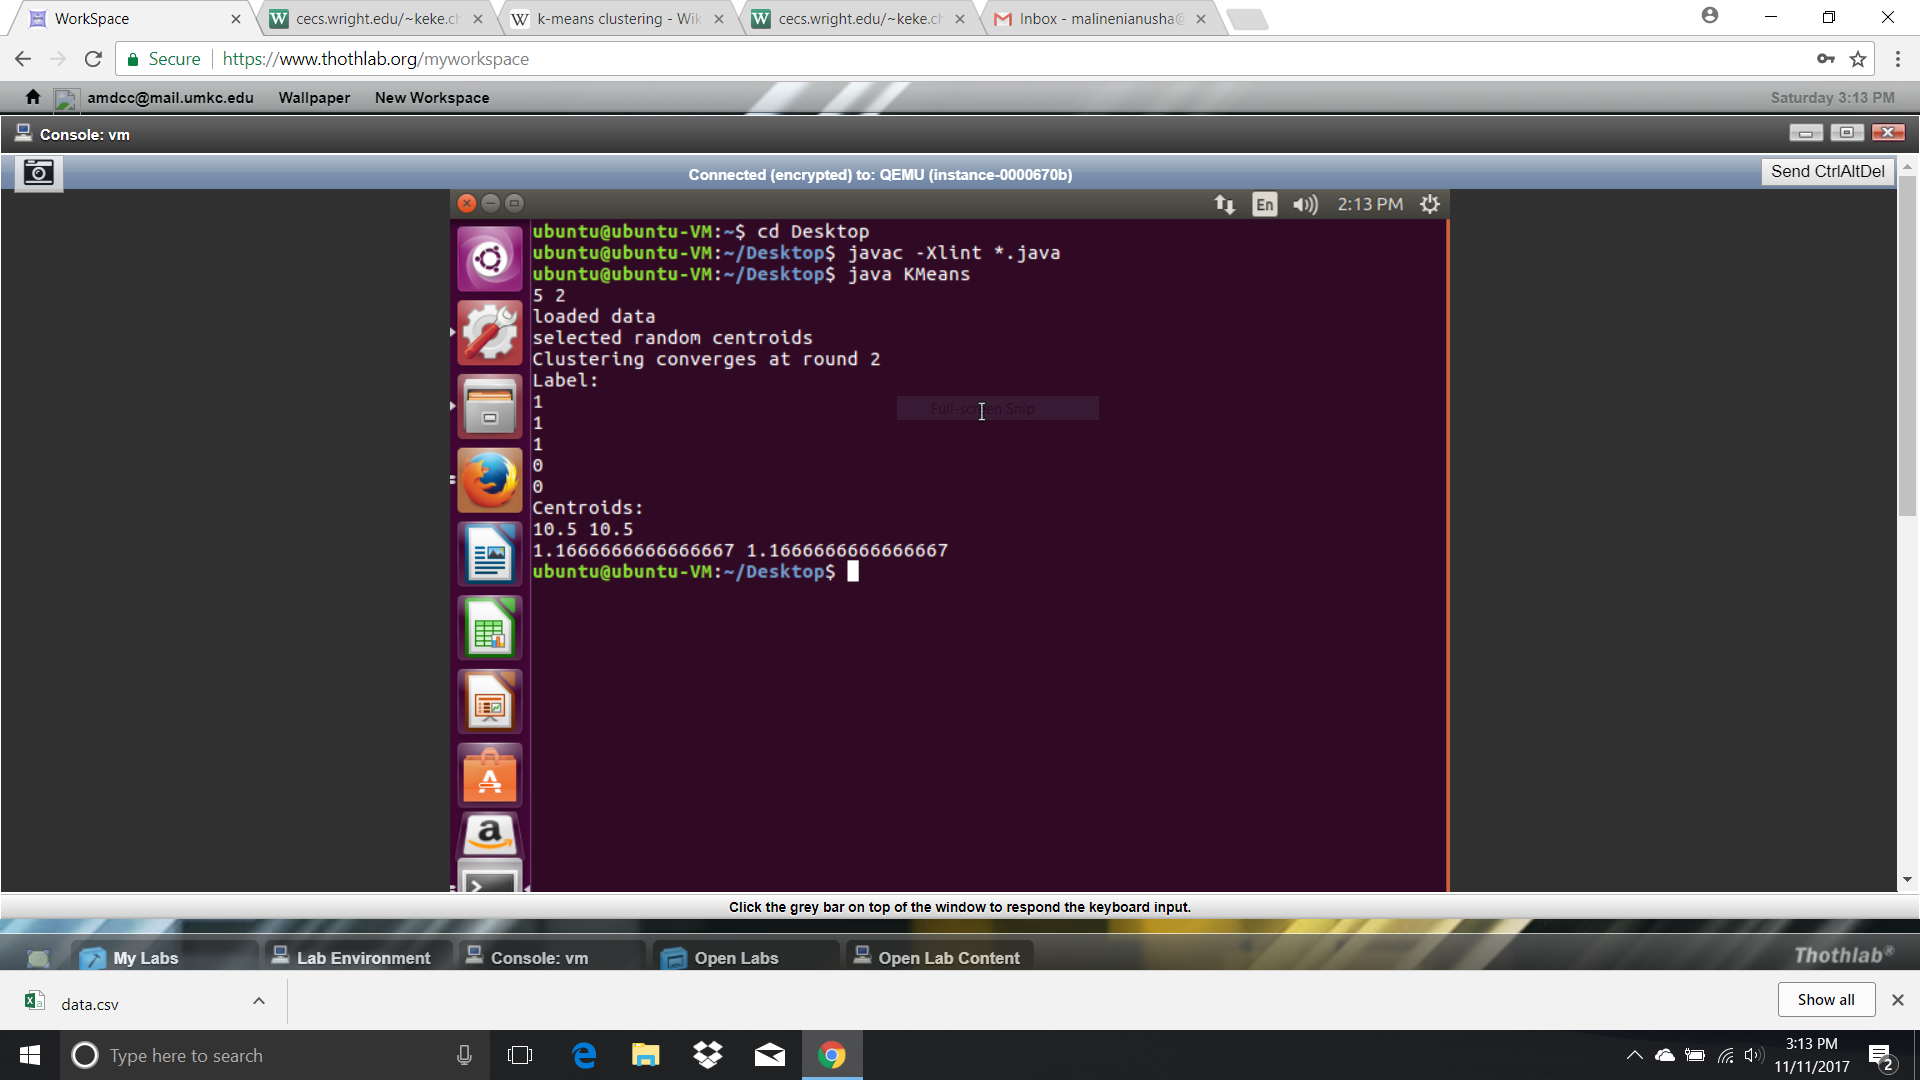 WorkSpace
cecs.wright.edu/~keke.ch
k-means clustering - Wik
cecs.wright.edu/~keke.ch
Inbox - malinenianusha@
Secure
https://www.thothlab.org/myworkspace
amdcc@mail.umkc.edu Wallpaper New Workspace
Saturday 3:13 PM
Console: vm
Connected (encrypted) to: QEMU (instance-0000670b)
Send CtrlAltDel
En
2:13 PM
ubuntu@ubuntu-VM:~$ cd Desktop
ubuntu@ubuntu-VM:~/Desktop$ javac -Xlint *.java
ubuntu@ubuntu-VM:~/Desktop$ java KMeans
5 2
loaded data
selected random centroids
Clustering converges at round 2
Label:
1
Full-screen Snip
1
1
0
0
Centroids:
10.5 10.5
1.1666666666666667 1.1666666666666667
ubuntu@ubuntu-VM:~/Desktop$
Click the grey bar on top of the window to respond the keyboard input.
My Labs
Lab Environment
Console: vm
Open Labs
Open Lab Content
Thothlab®
data.csv
Show all
Type here to search
3:13 PM
11/11/2017
2